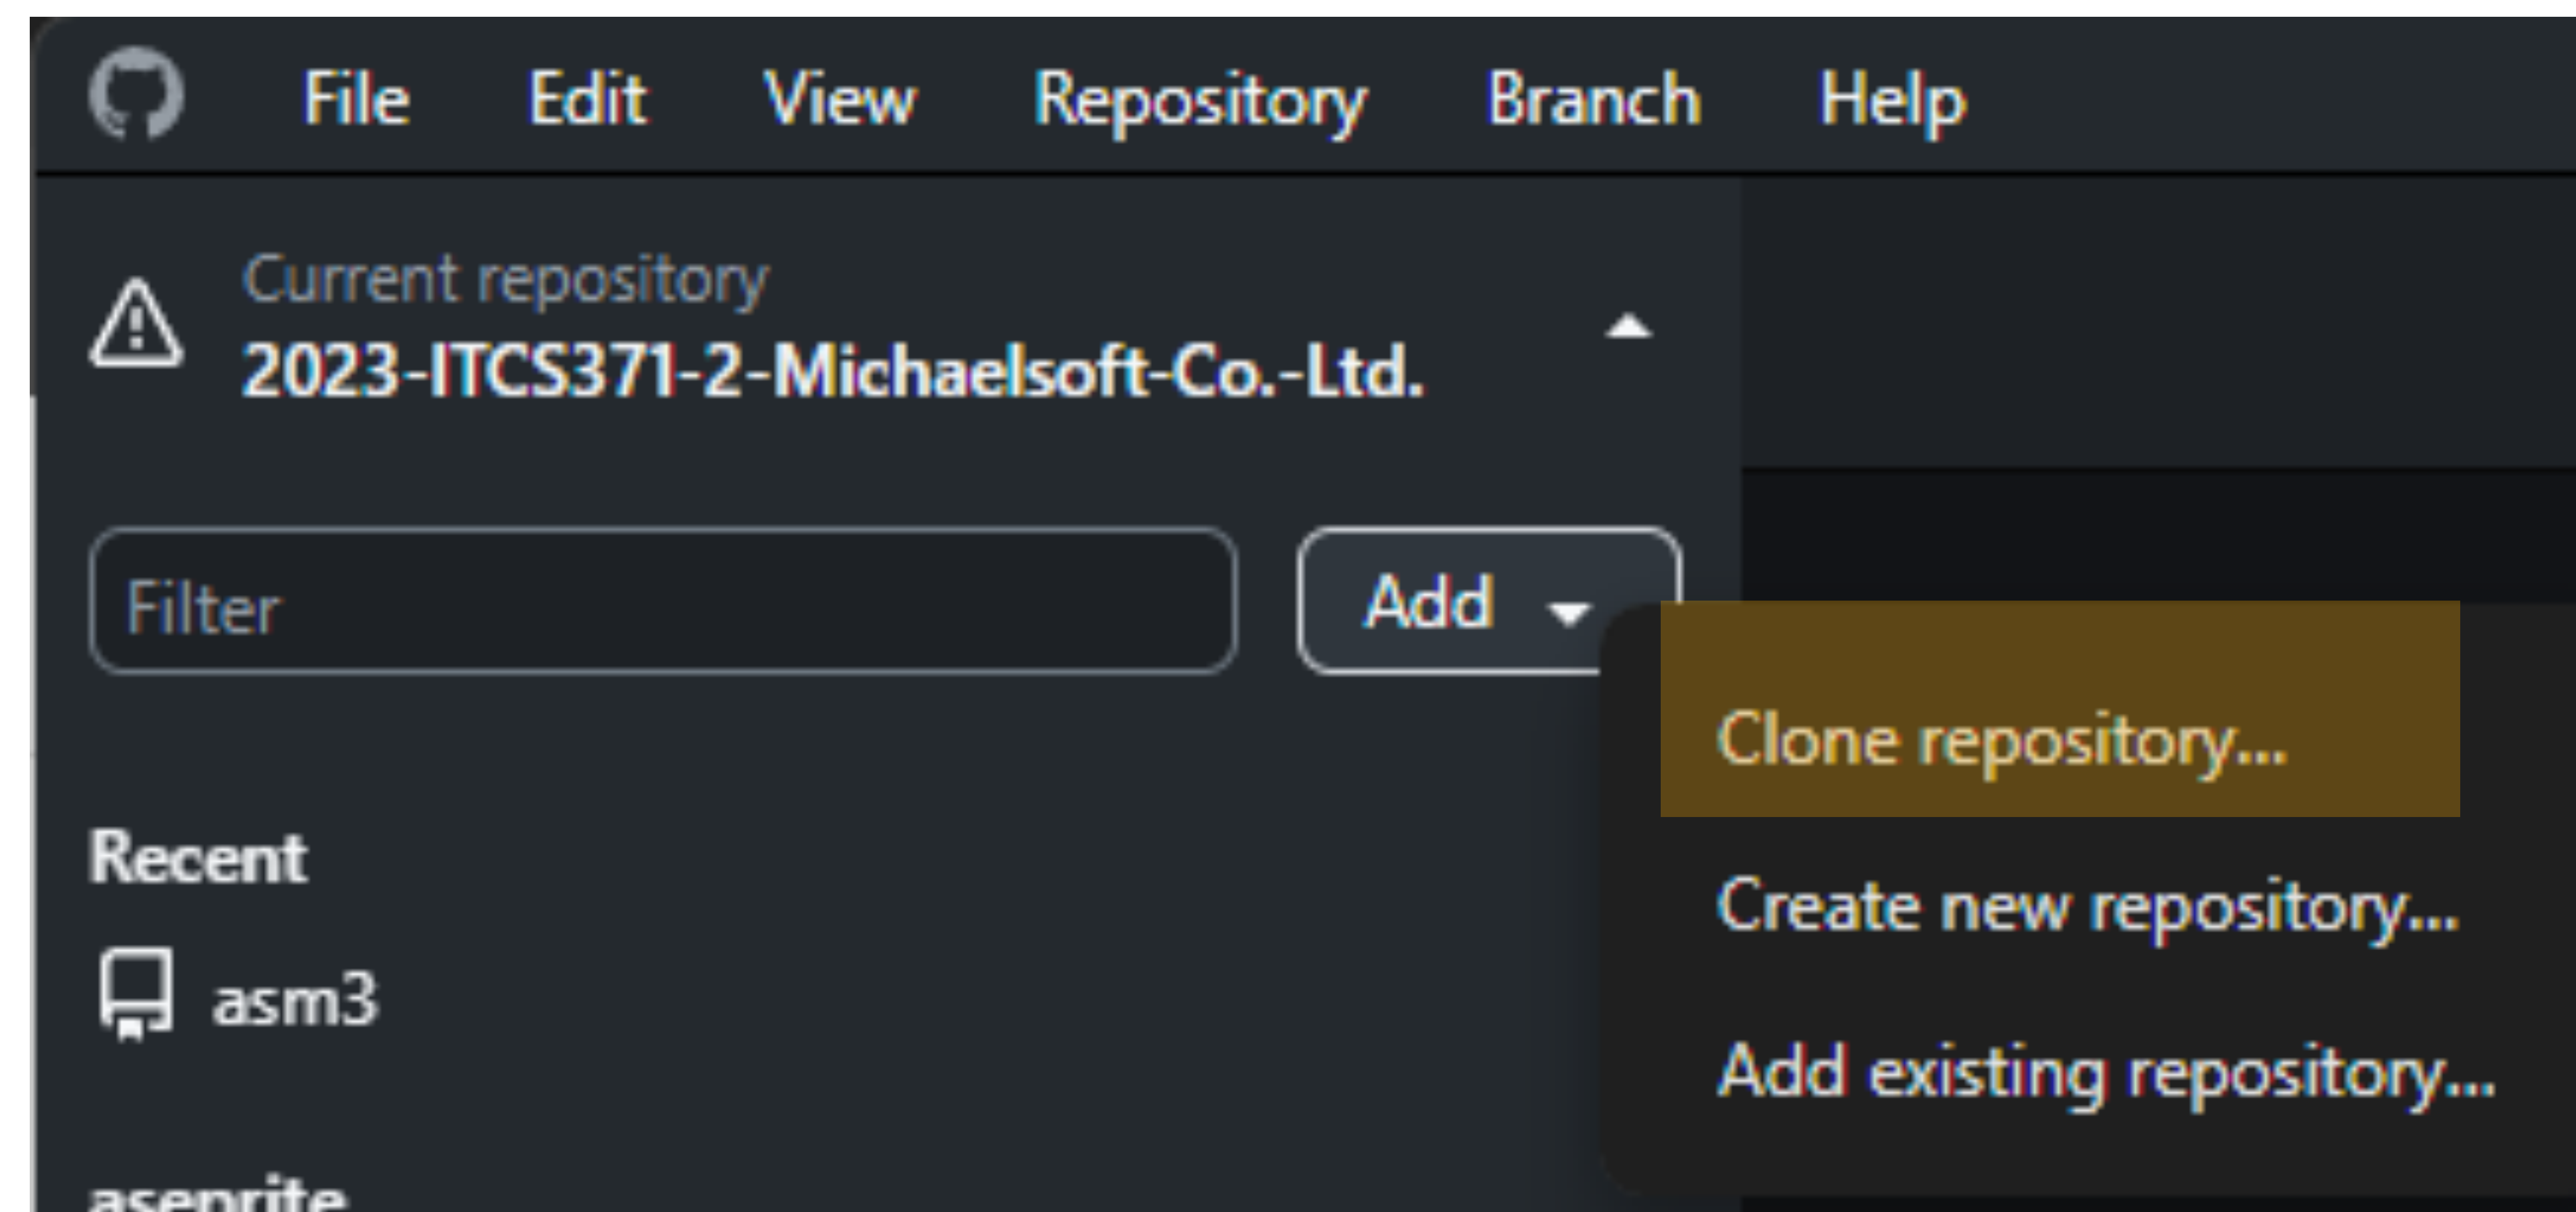 File Edit View Repository Branch Help
Current repository
2023-ITCS371-2-Michaelsoft-Co.-Ltd.
Filter
Add
Clone repository...
Create new repository...
Add existing repository...
Recent
asm3
aseprite